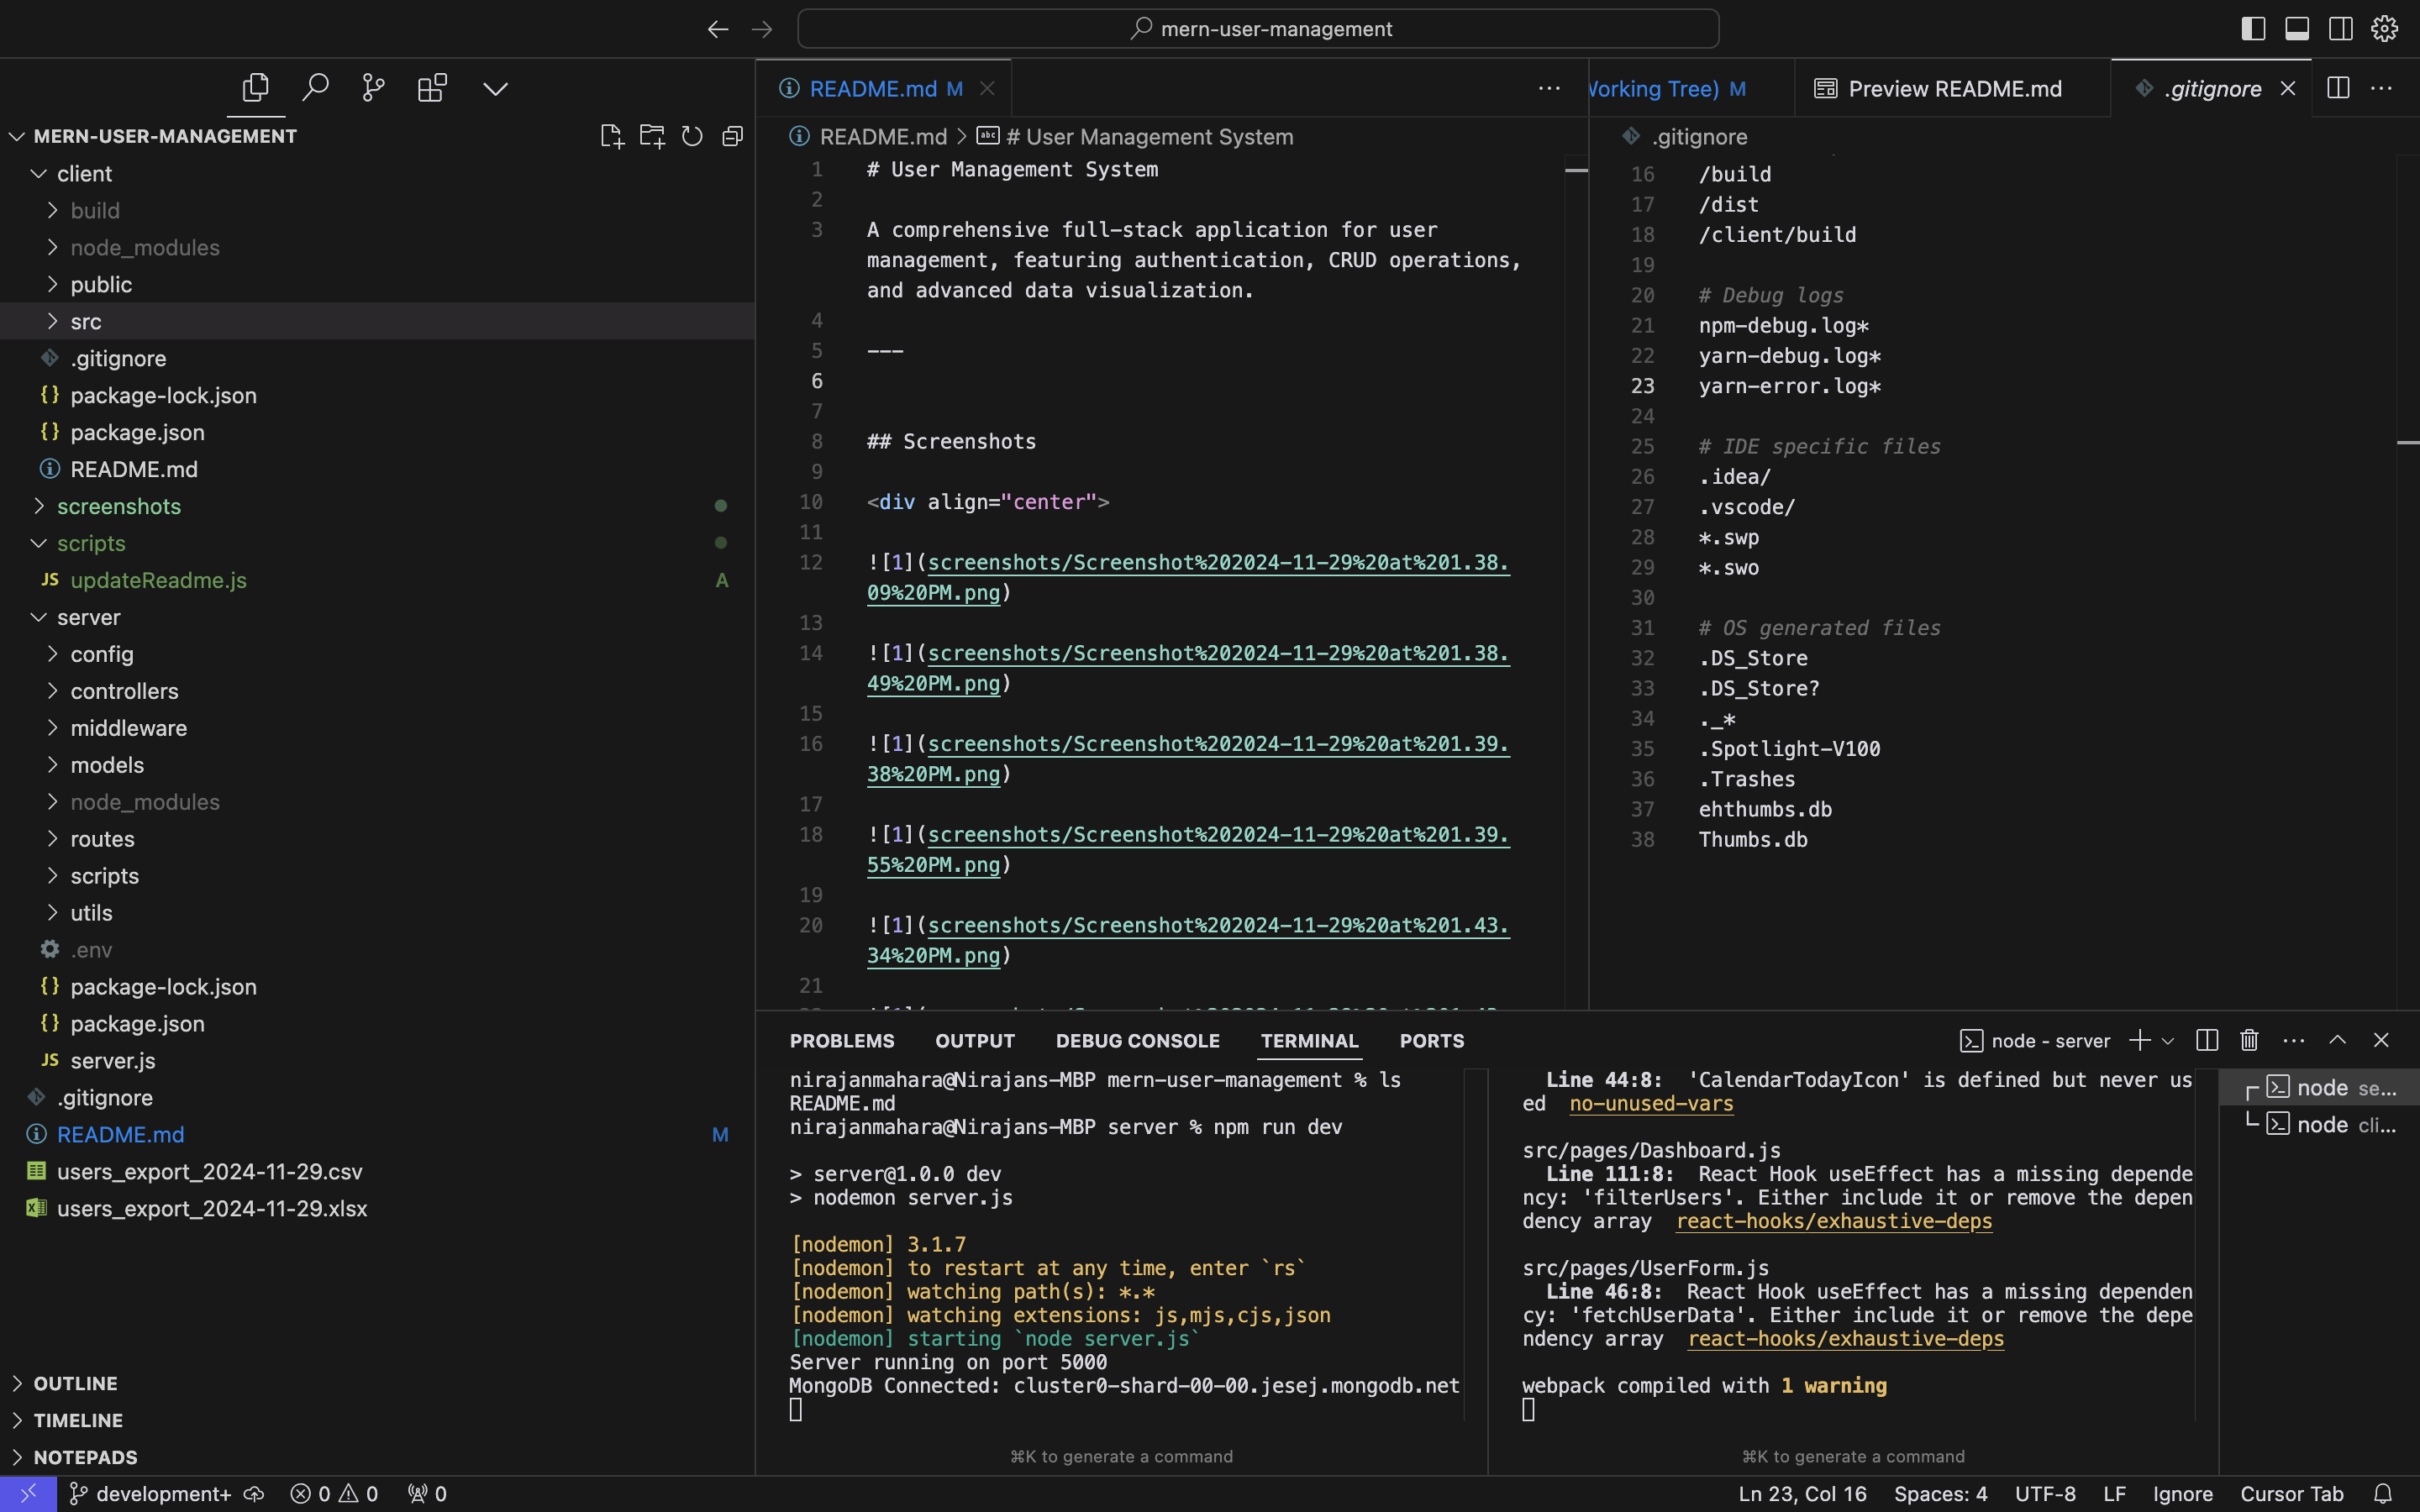 mern-user-management
MERN-USER-MANAGEMENT
client
build
node_modules
public
src
.gitignore
package-lock.json
package.json
README.md
screenshots
scripts
JS updateReadme.js A
server
config
controllers
middleware
models
node_modules
routes
scripts
utils
.env
package-lock.json
package.json
JS server.js
.gitignore
README.md M
users_export_2024-11-29.csv
users_export_2024-11-29.xlsx
OUTLINE
TIMELINE
NOTEPADS
README.md M
README.md > # User Management System
1 # User Management System
2
3 A comprehensive full-stack application for user
management, featuring authentication, CRUD operations,
and advanced data visualization.
4
5 ---
6
7
8 ## Screenshots
9
10 <div align="center">
11
12 ![1](screenshots/Screenshot%202024-11-29%20at%201.38.
09%20PM.png)
13
14 ![1](screenshots/Screenshot%202024-11-29%20at%201.38.
49%20PM.png)
15
16 ![1](screenshots/Screenshot%202024-11-29%20at%201.39.
38%20PM.png)
17
18 ![1](screenshots/Screenshot%202024-11-29%20at%201.39.
55%20PM.png)
19
20 ![1](screenshots/Screenshot%202024-11-29%20at%201.43.
34%20PM.png)
21
Working Tree) M
Preview README.md
.gitignore
.gitignore
16 /build
17 /dist
18 /client/build
19
20 # Debug logs
21 npm-debug.log*
22 yarn-debug.log*
23 yarn-error.log*
24
25 # IDE specific files
26 .idea/
27 .vscode/
28 *.swp
29 *.swo
30
31 # OS generated files
32 .DS_Store
33 .DS_Store?
34 ._*
35 .Spotlight-V100
36 .Trashes
37 ehthumbs.db
38 Thumbs.db
PROBLEMS OUTPUT DEBUG CONSOLE TERMINAL PORTS
node - server
nirajanmahara@Nirajans-MBP mern-user-management % ls
README.md
nirajanmahara@Nirajans-MBP server % npm run dev
> server@1.0.0 dev
> nodemon server.js
[nodemon] 3.1.7
[nodemon] to restart at any time, enter `rs`
[nodemon] watching path(s): *.*
[nodemon] watching extensions: js,mjs,cjs,json
[nodemon] starting `node server.js`
Server running on port 5000
MongoDB Connected: cluster0-shard-00-00.jesej.mongodb.net
⌘K to generate a command
Line 44:8: 'CalendarTodayIcon' is defined but never us
ed no-unused-vars
src/pages/Dashboard.js
Line 111:8: React Hook useEffect has a missing depende
ncy: 'filterUsers'. Either include it or remove the depen
dency array react-hooks/exhaustive-deps
src/pages/UserForm.js
Line 46:8: React Hook useEffect has a missing dependen
cy: 'fetchUserData'. Either include it or remove the depe
ndency array react-hooks/exhaustive-deps
webpack compiled with 1 warning
⌘K to generate a command
node se...
node cli...
development+ 0 0 0
Ln 23, Col 16 Spaces: 4 UTF-8 LF Ignore Cursor Tab